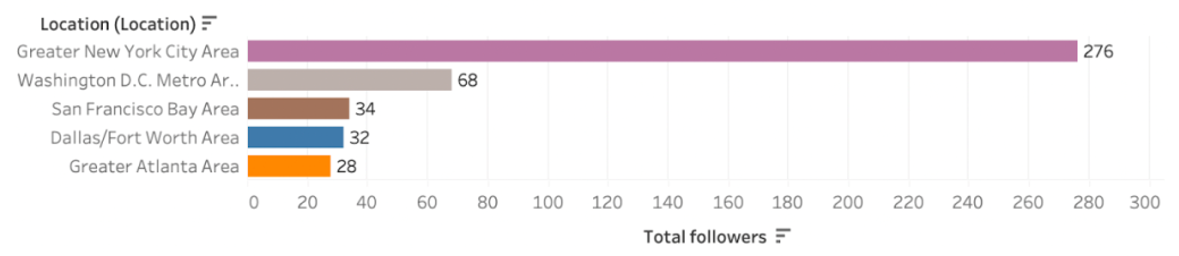 Location (Location)
Greater New York City Area 276
Washington D.C. Metro Ar.. 68
San Francisco Bay Area 34
Dallas/Fort Worth Area 32
Greater Atlanta Area 28
0 20 40 60 80 100 120 140 160 180 200 220 240 260 280 300
Total followers